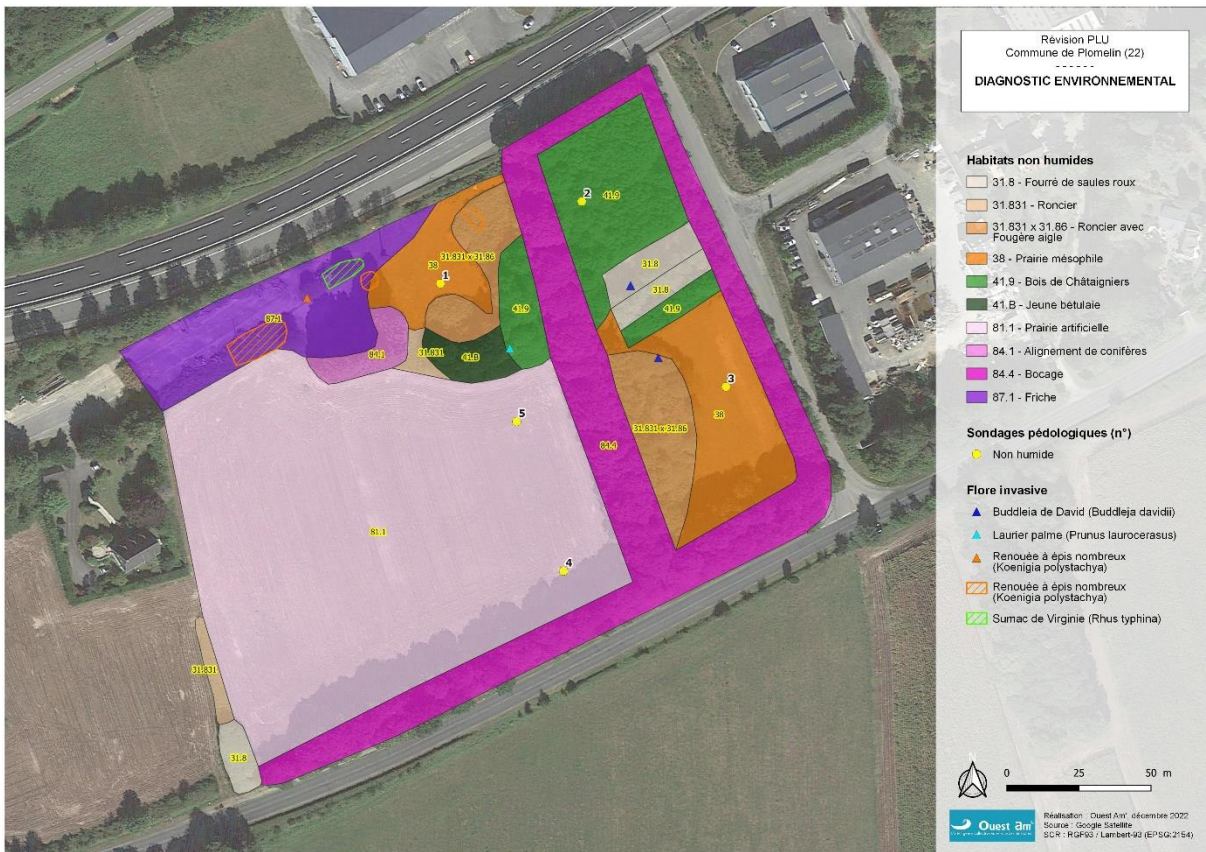 Révision PLU
Commune de Plomelin (22)
- - - - - -
DIAGNOSTIC ENVIRONNEMENTAL
Habitats non humides
31.8 - Fourré de saules roux
31.831 - Roncier
31.831 x 31.86 - Roncier avec
Fougère aigle
38 - Prairie mésophile
41.9 - Bois de Châtaigniers
41.B - Jeune bétulaie
81.1 - Prairie artificielle
84.1 - Alignement de conifères
84.4 - Bocage
87.1 - Friche
Sondages pédologiques (n°)
Non humide
Flore invasive
Buddleia de David (Buddleja davidii)
Laurier palme (Prunus laurocerasus)
Renouée à épis nombreux
(Koenigia polystachya)
Renouée à épis nombreux
(Koenigia polystachya)
Sumac de Virginie (Rhus typhina)
0 25 50 m
Ouest am'
Réalisation : Ouest Am', décembre 2022
Source : Google Satellite
SCR : RGF93 / Lambert-93 (EPSG:2154)
2
41.9
31.831 x 31.86
38
1
31.8
31.8
41.9
41.9
87.1
84.1
31.831
41.B
3
38
5
31.831 x 31.86
84.4
81.1
4
31.831
31.8